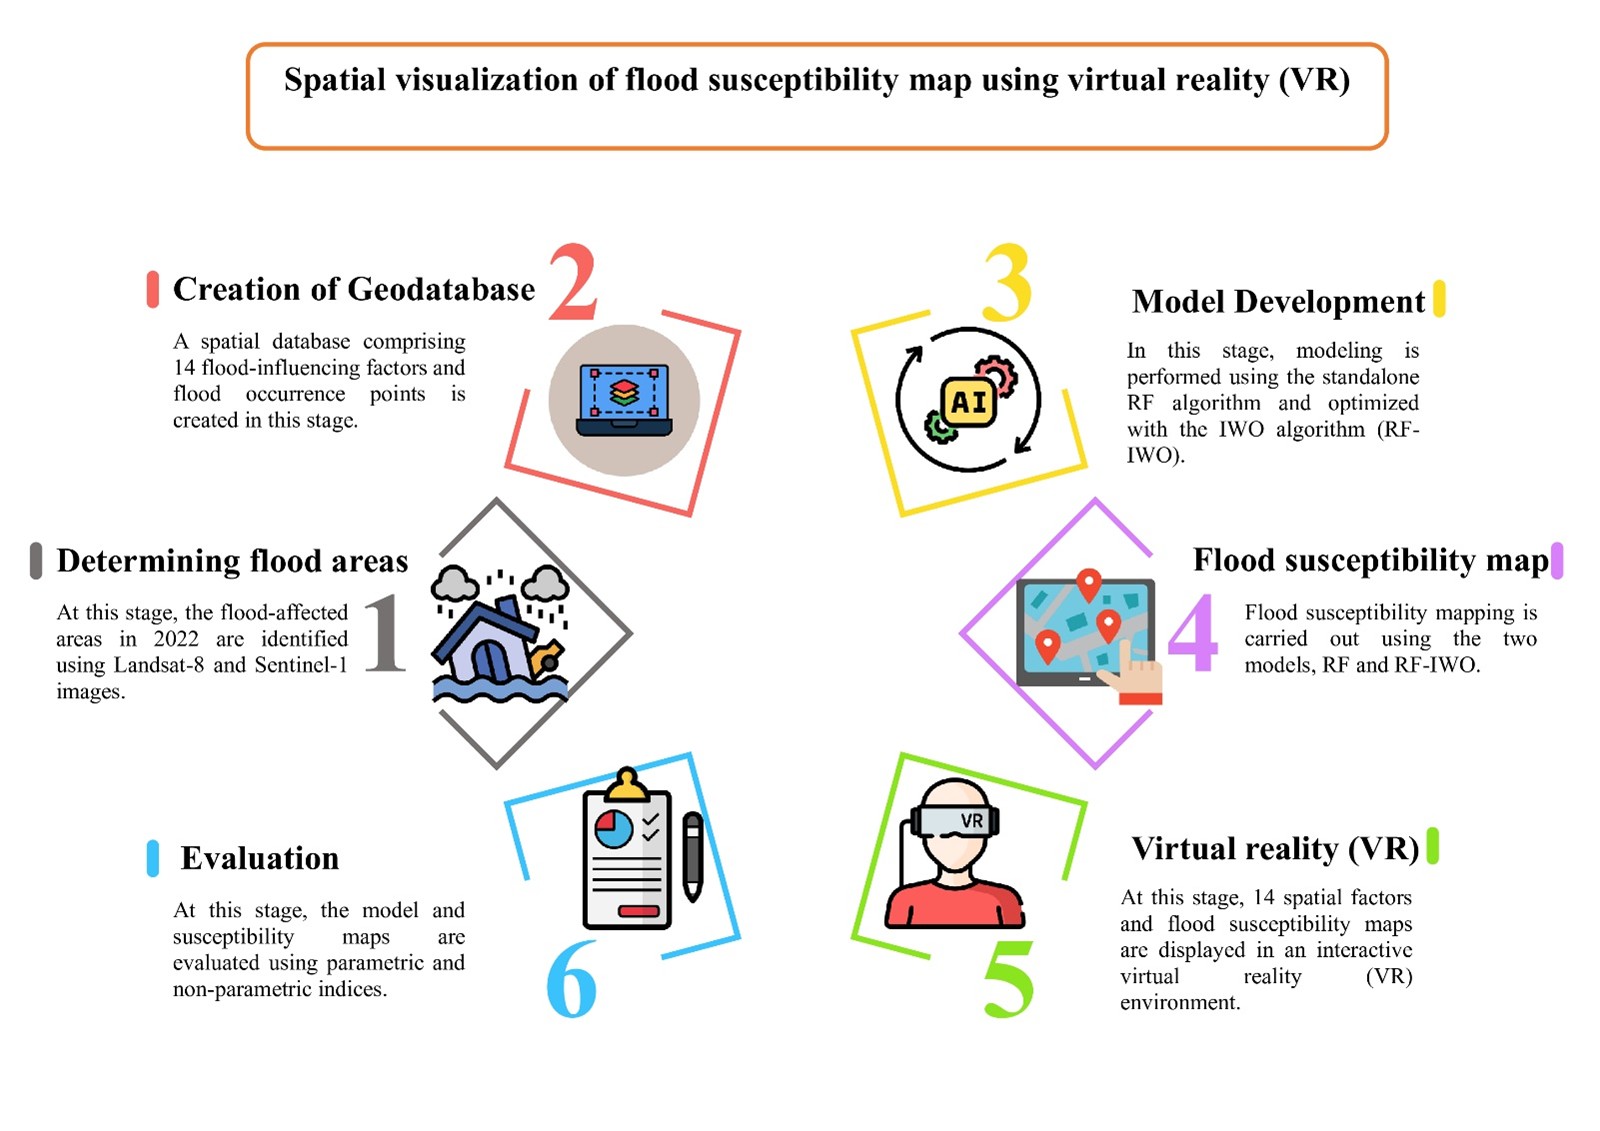 Spatial visualization of flood susceptibility map using virtual reality (VR)
2
Creation of Geodatabase
A spatial database comprising
14 flood-influencing factors and
flood occurrence points is
created in this stage.
3
Model Development
In this stage, modeling is
performed using the standalone
RF algorithm and optimized
with the IWO algorithm (RF-
IWO).
AI
Determining flood areas
At this stage, the flood-affected
areas in 2022 are identified
using Landsat-8 and Sentinel-1
images.
1
Flood susceptibility map
4
Flood susceptibility mapping is
carried out using the two
models, RF and RF-IWO.
Evaluation
At this stage, the model and
susceptibility maps are
evaluated using parametric and
non-parametric indices.
6
VR
Virtual reality (VR)
At this stage, 14 spatial factors
and flood susceptibility maps
are displayed in an interactive
virtual reality (VR)
environment.
5